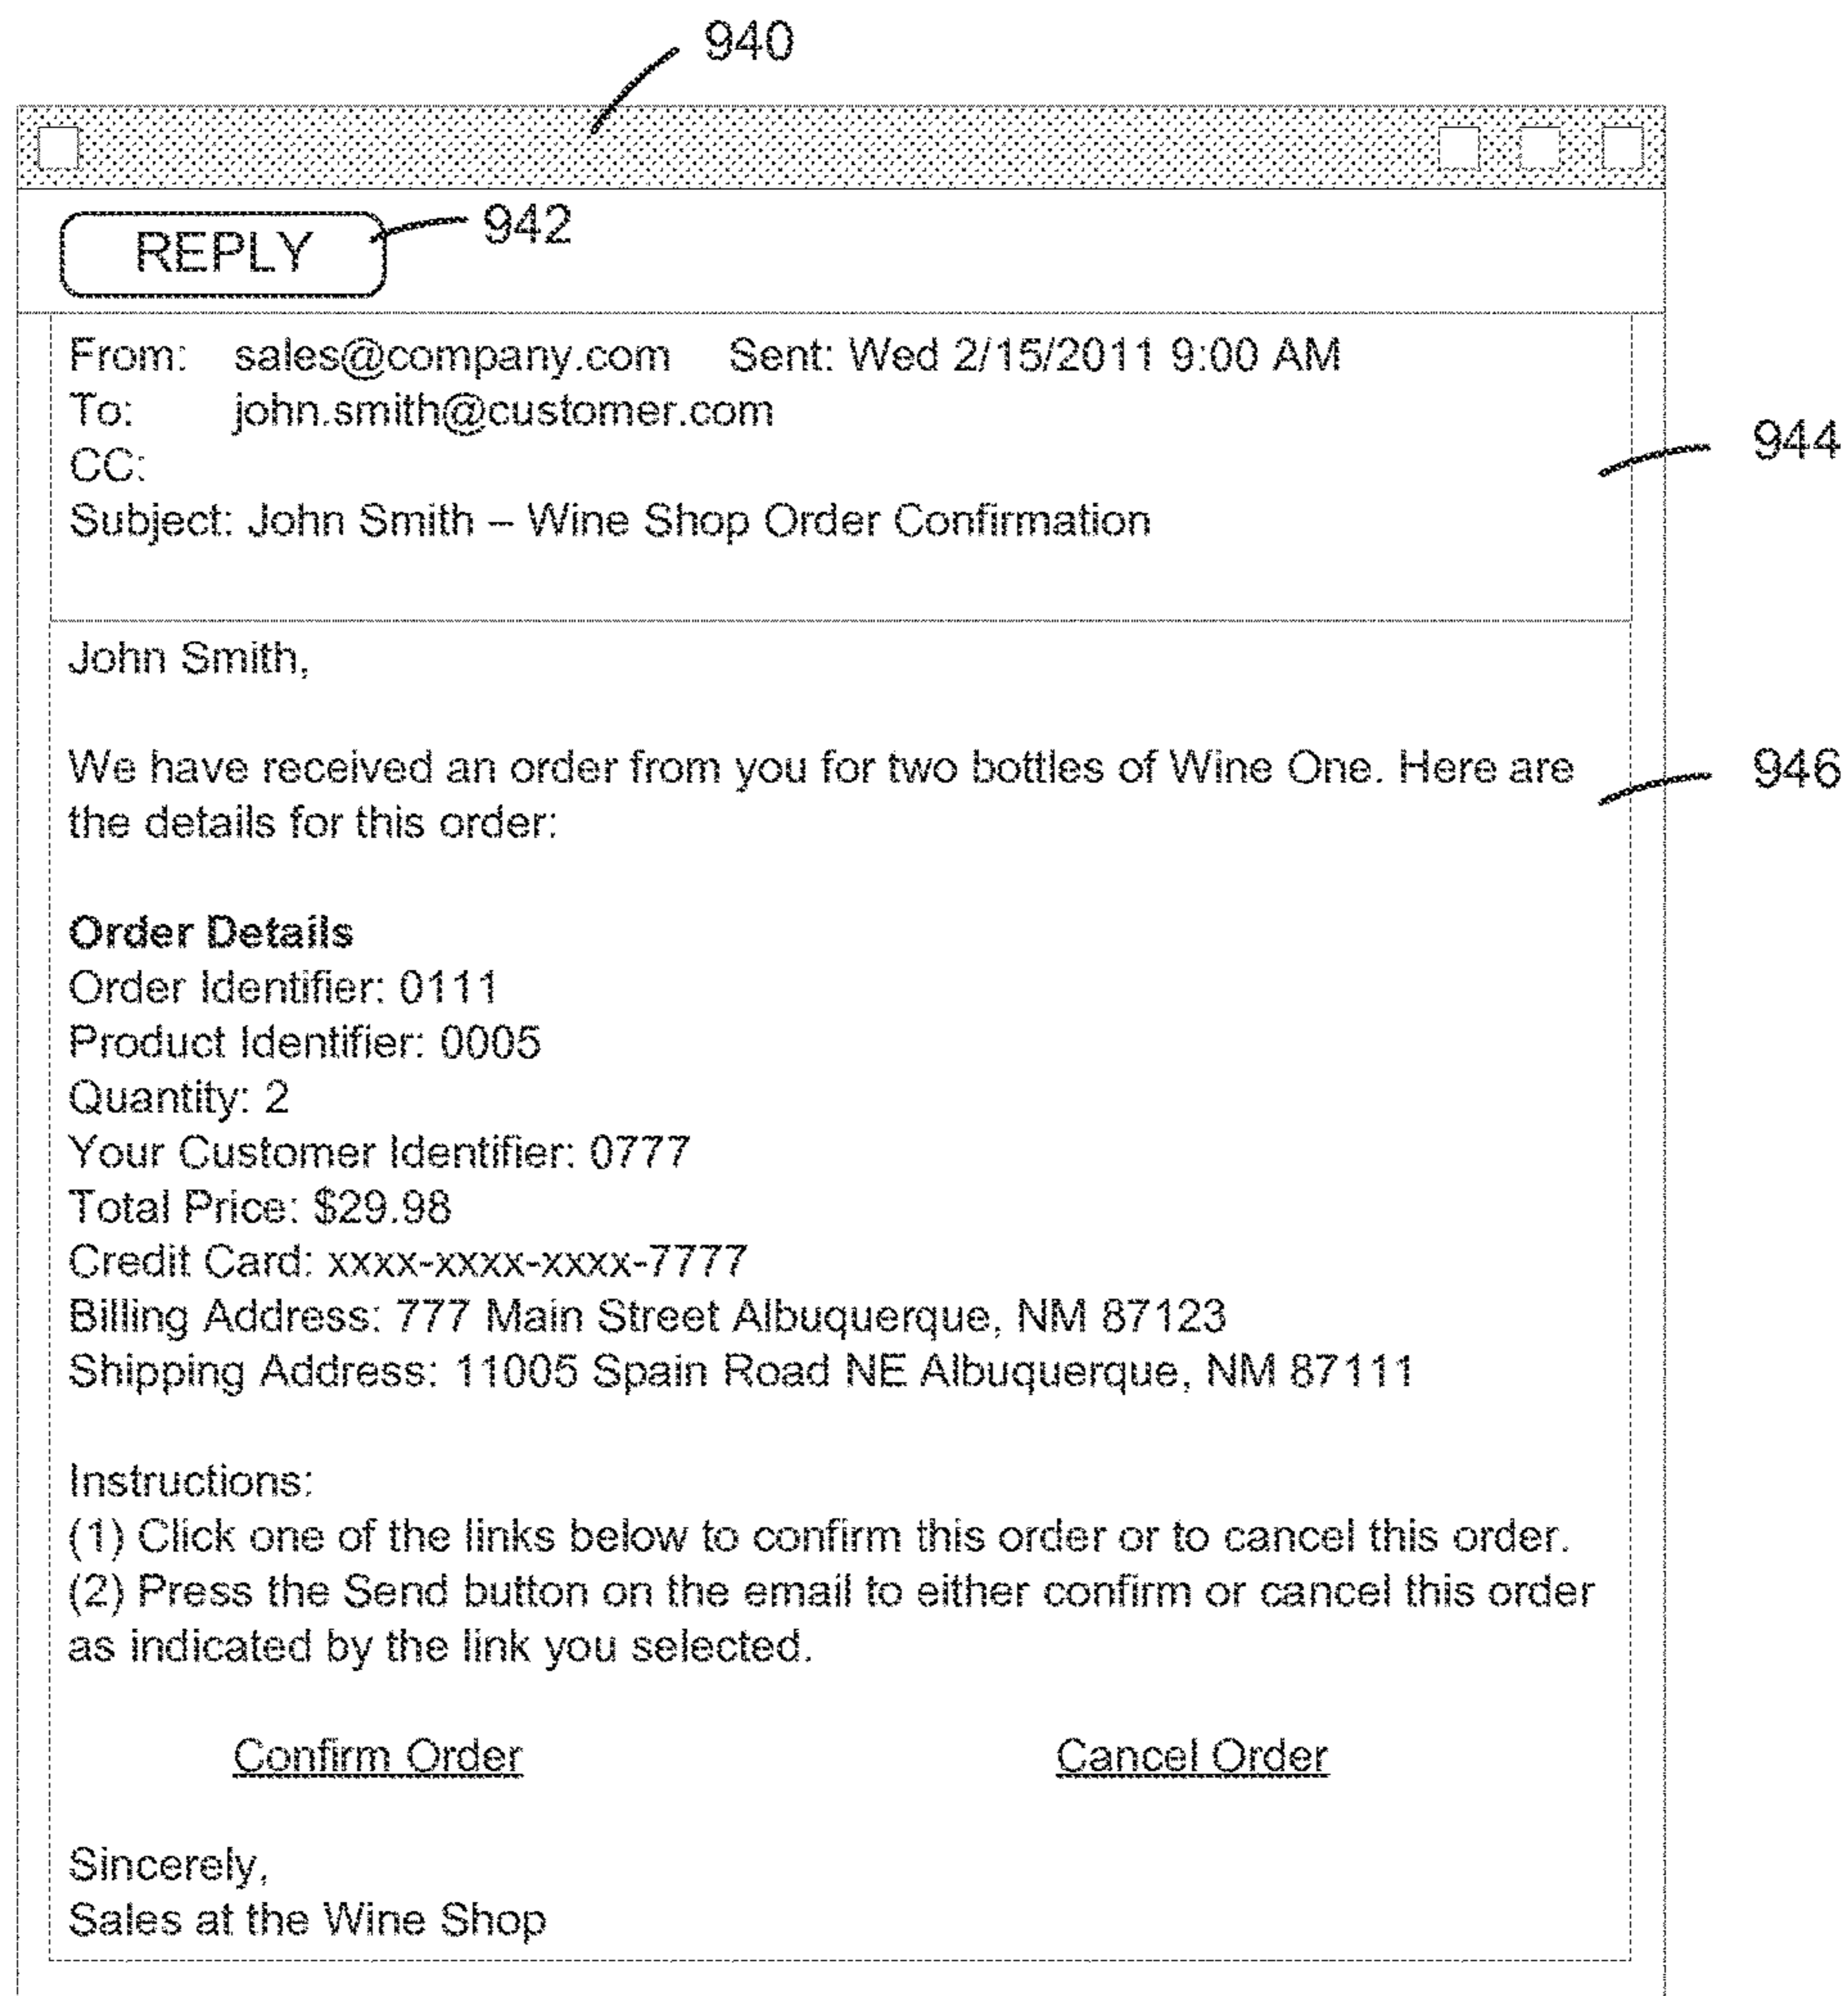 940
REPLY
942
From: sales@company.com Sent: Wed 2/15/2011 9:00 AM
To: john.smith@customer.com
CC:
944
Subject: John Smith – Wine Shop Order Confirmation
John Smith,
We have received an order from you for two bottles of Wine One. Here are
946
the details for this order:
Order Details
Order Identifier: 0111
Product Identifier: 0005
Quantity: 2
Your Customer Identifier: 0777
Total Price: $29.98
Credit Card: xxxx-xxxx-xxxx-7777
Billing Address: 777 Main Street Albuquerque, NM 87123
Shipping Address: 11005 Spain Road NE Albuquerque, NM 87111
Instructions:
(1) Click one of the links below to confirm this order or to cancel this order.
(2) Press the Send button on the email to either confirm or cancel this order
as indicated by the link you selected.
Confirm Order Cancel Order
Sincerely,
Sales at the Wine Shop